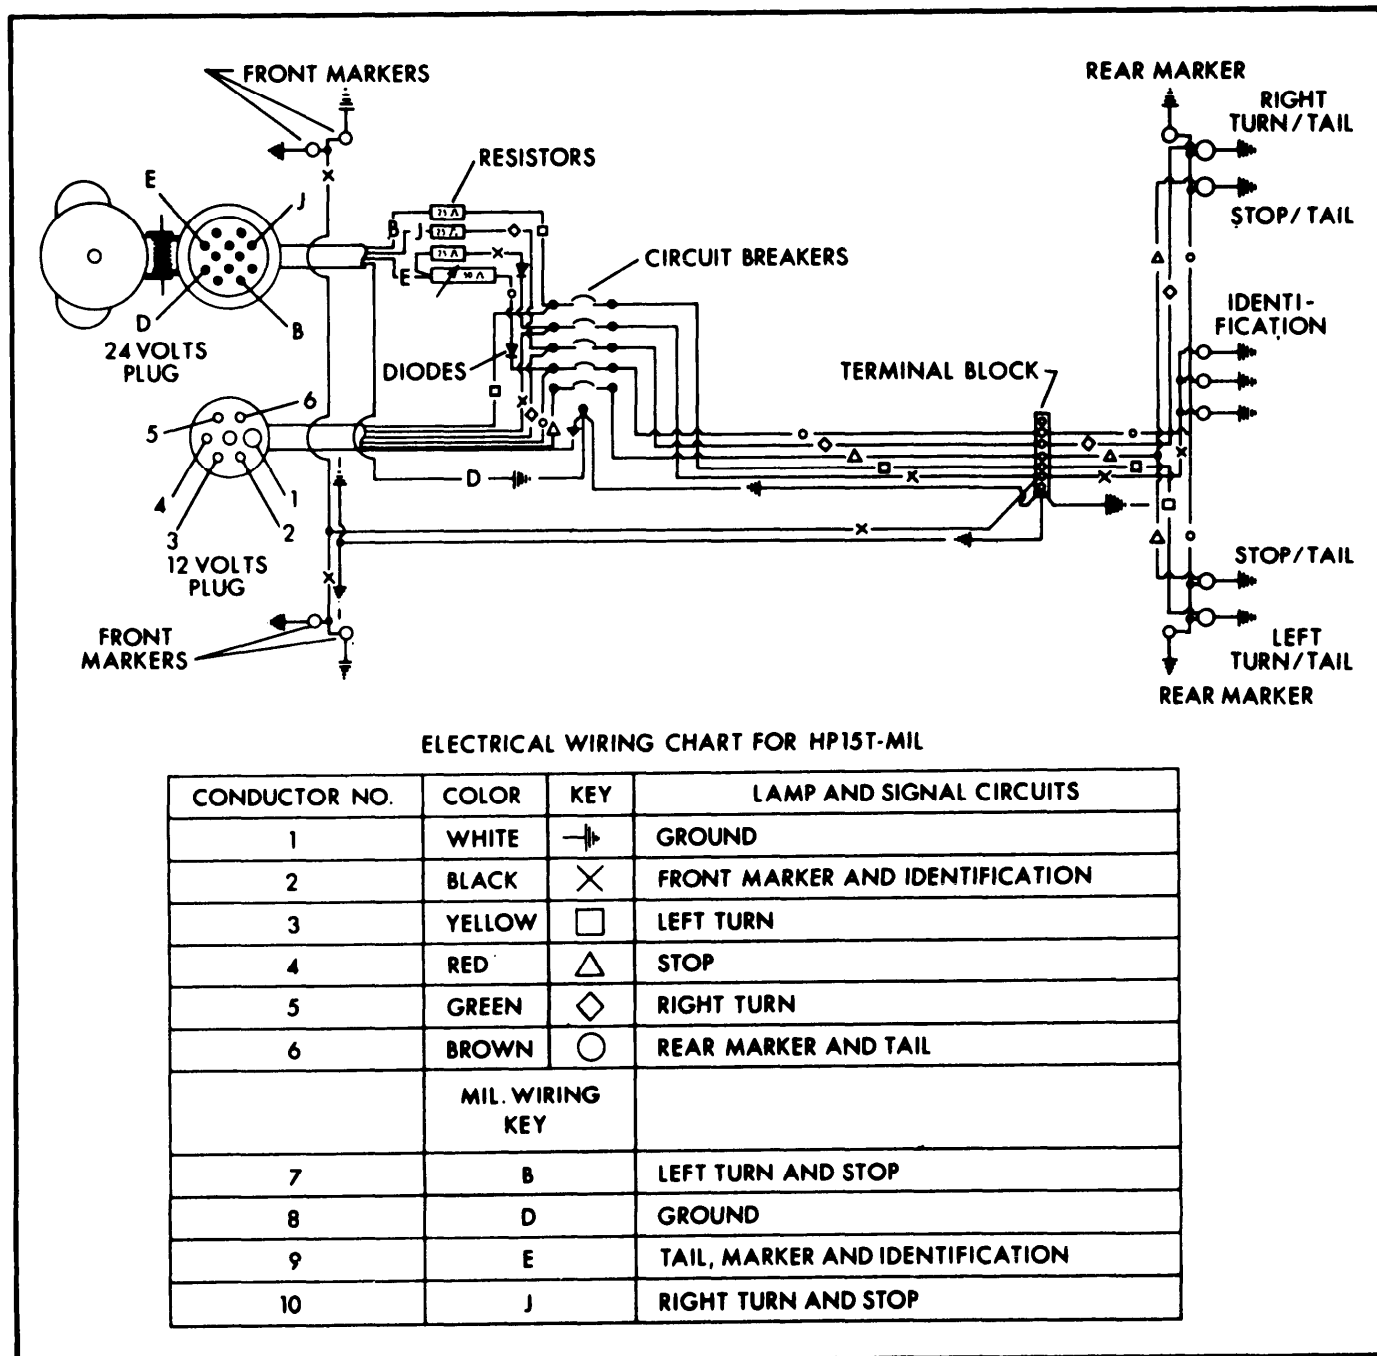 FRONT MARKERS
REAR MARKER
RIGHT
TURN/TAIL
RESISTORS
E
J
B
J
E
STOP/TAIL
CIRCUIT BREAKERS
D
B
24 VOLTS
PLUG
IDENTI-
FICATION
DIODES
TERMINAL BLOCK
6
5
4
3
2
1
D
12 VOLTS
PLUG
STOP/TAIL
FRONT
MARKERS
LEFT
TURN/TAIL
REAR MARKER
ELECTRICAL WIRING CHART FOR HP15T-MIL
CONDUCTOR NO. COLOR KEY LAMP AND SIGNAL CIRCUITS
1 WHITE GROUND
2 BLACK FRONT MARKER AND IDENTIFICATION
3 YELLOW LEFT TURN
4 RED STOP
5 GREEN RIGHT TURN
6 BROWN REAR MARKER AND TAIL
MIL. WIRING
KEY
7 B LEFT TURN AND STOP
8 D GROUND
9 E TAIL, MARKER AND IDENTIFICATION
10 J RIGHT TURN AND STOP